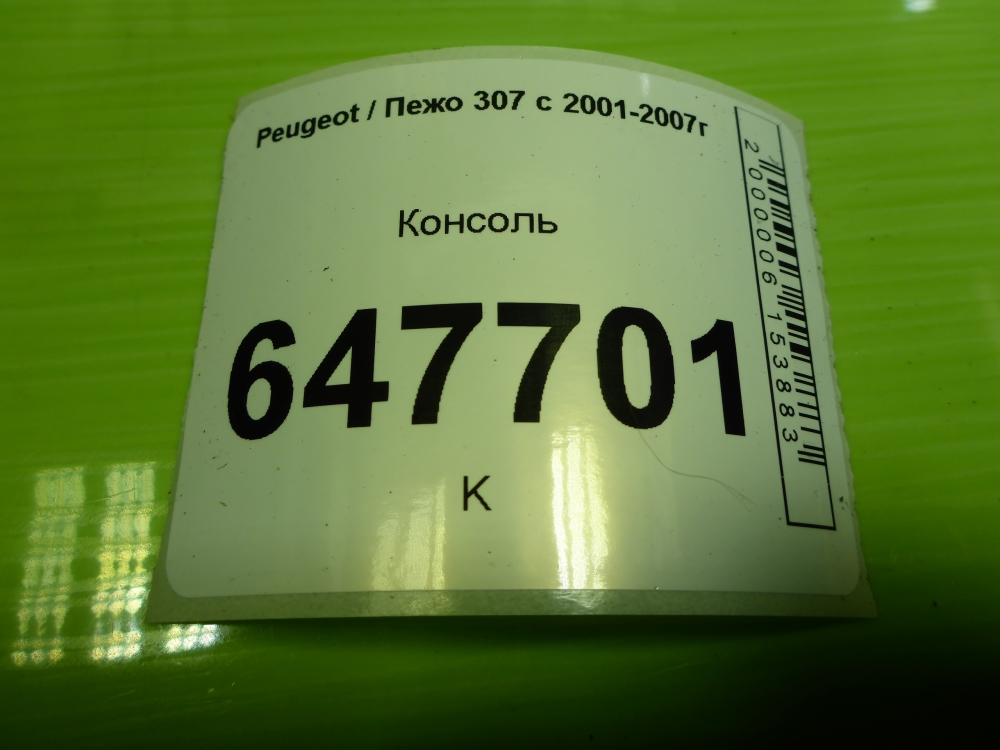 Peugeot / Пежо 307 с 2001-2007г
Консоль
647701
К
2000006153883